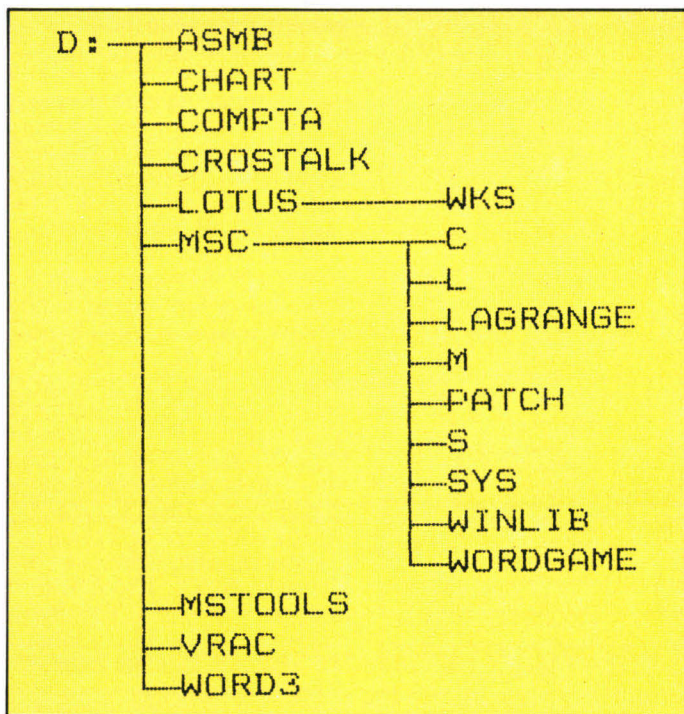 D: ASMB
CHART
COMPTA
CROSTALK
LOTUS WKS
MSC C
L
LAGRANGE
M
PATCH
S
SYS
WINLIB
WORDGAME
MSTOOLS
VRAC
WORD3